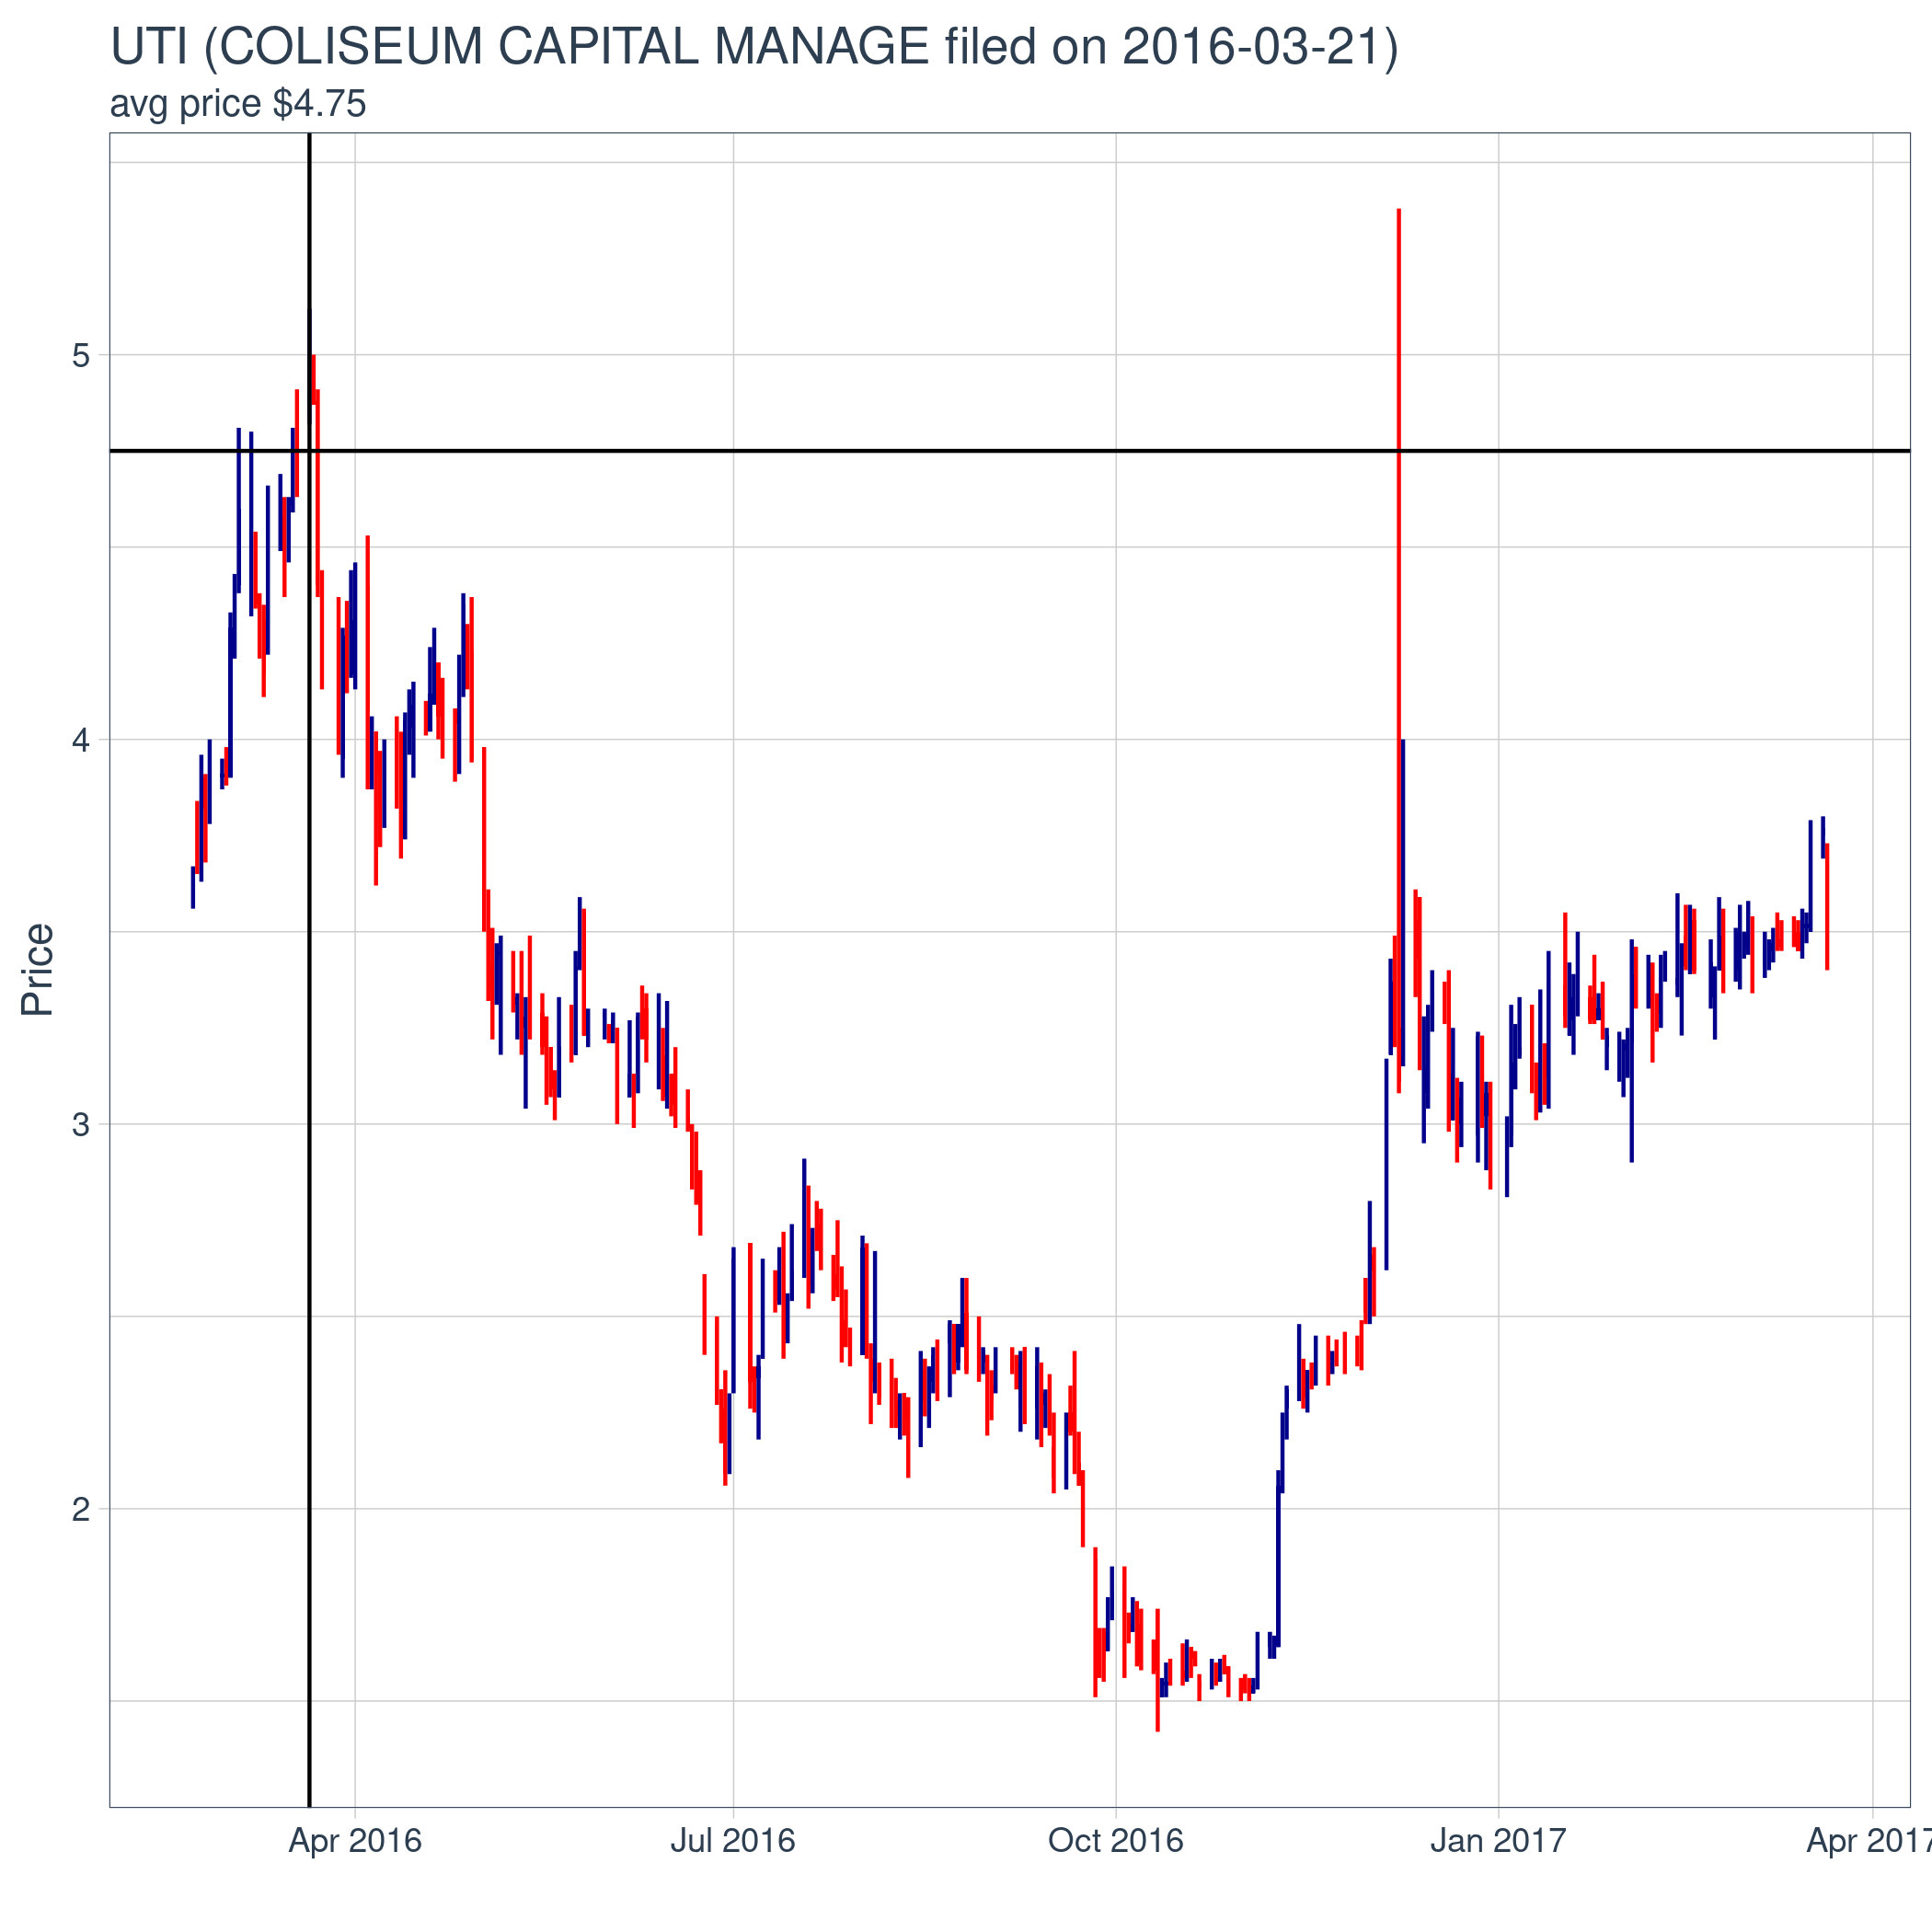 UTI (COLISEUM CAPITAL MANAGE filed on 2016-03-21)
avg price $4.75
5
4
3
2
Price
Apr 2016 Jul 2016 Oct 2016 Jan 2017 Apr 2017